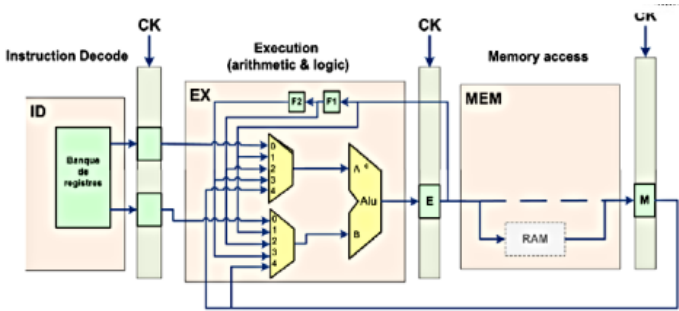 CK
CK
CK
Instruction Decode
Execution
(arithmetic & logic)
Memory access
ID
EX
MEM
Banque
de
registres
F2
F1
0
1
2
3
4
0
1
2
3
4
A
Alu
B
E
RAM
M